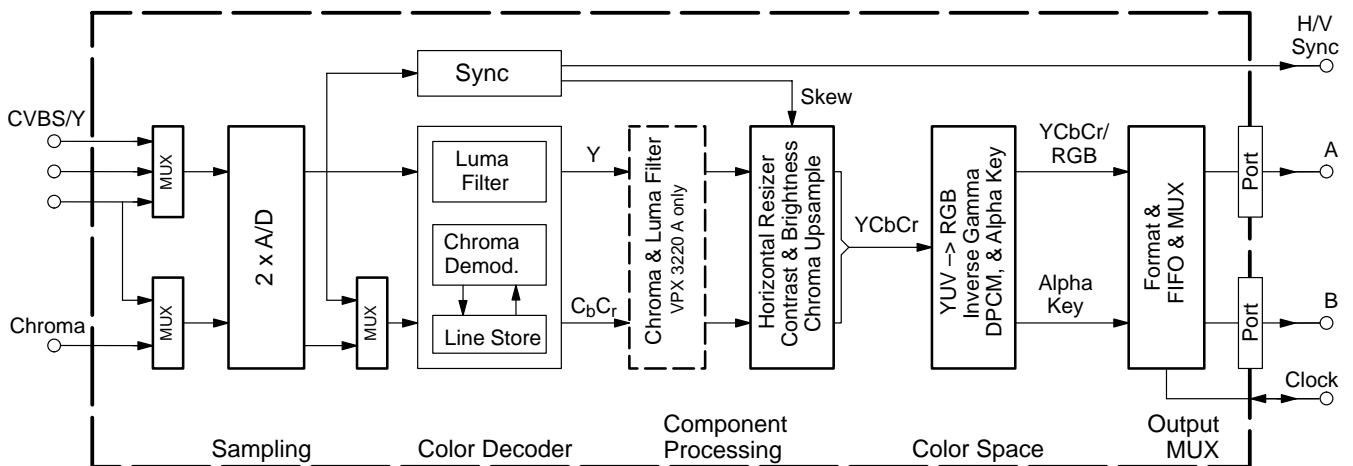 H/V
Sync
Sync
Skew
CVBS/Y
MUX
2 x A/D
Luma
Filter
Chroma
Demod.
Line Store
Y
CbCr
Chroma & Luma Filter
VPX 3220 A only
Horizontal Resizer
Contrast & Brightness
Chroma Upsample
YCbCr
YUV –> RGB
Inverse Gamma
DPCM, & Alpha Key
YCbCr/
RGB
Alpha
Key
Format &
FIFO & MUX
Port
A
Chroma
MUX
MUX
Port
B
Clock
Sampling
Color Decoder
Component
Processing
Color Space
Output
MUX